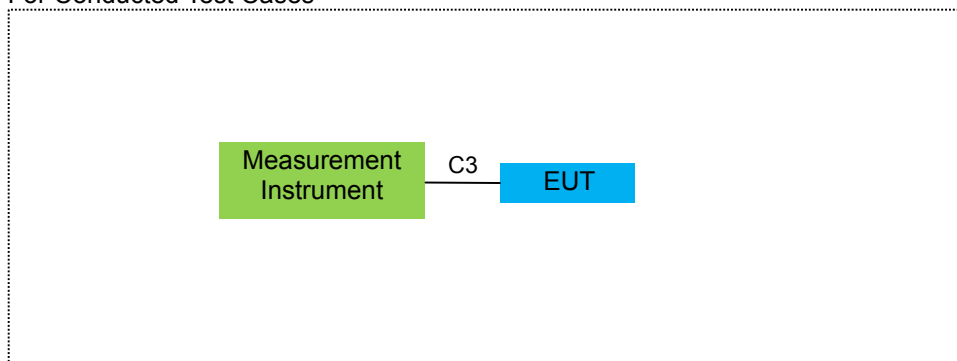 For Conducted Test Cases
Measurement
Instrument
C3
EUT